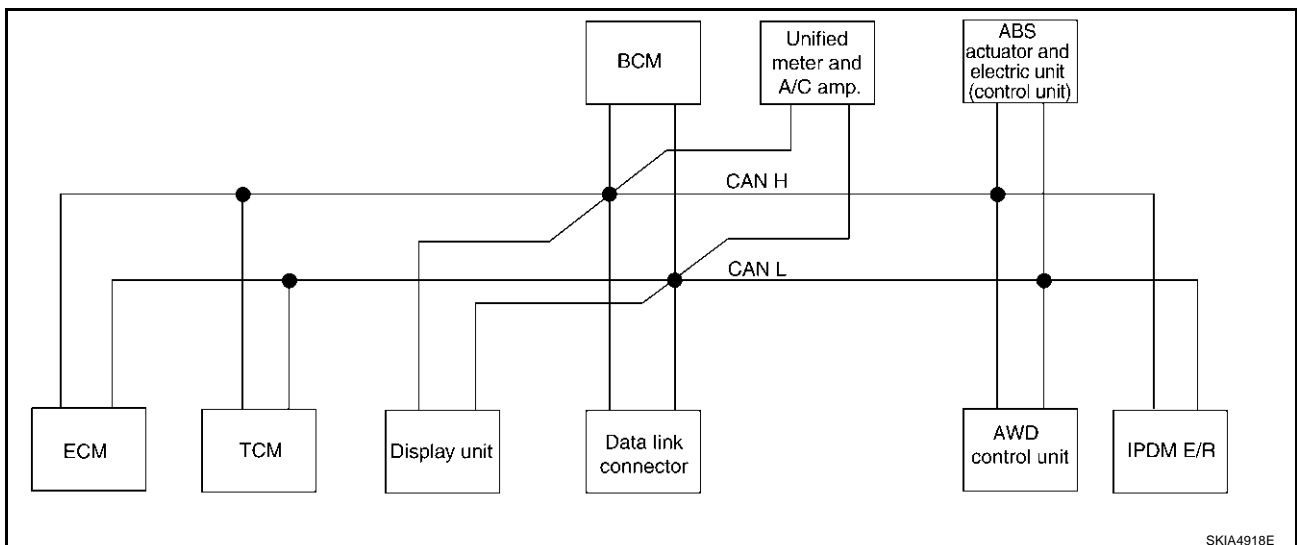 BCM
Unified
meter and
A/C amp.
ABS
actuator and
electric unit
(control unit)
CAN H
CAN L
ECM
TCM
Display unit
Data link
connector
AWD
control unit
IPDM E/R
SKIA4918E